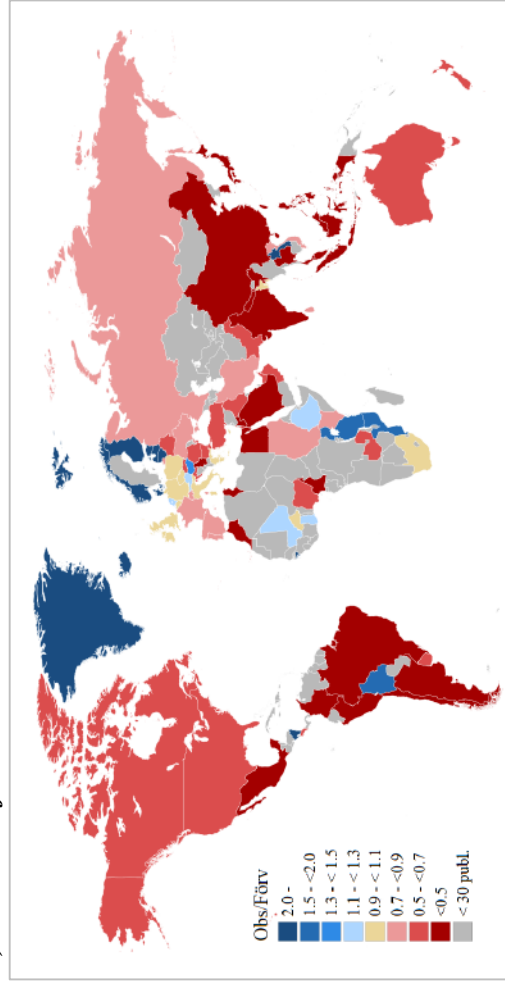 Obs/Förv
2.0 -
1.5 - <2.0
1.3 - < 1.5
1.1 - < 1.3
0.9 - < 1.1
0.7 - <0.9
0.5 - <0.7
<0.5
< 30 publ.